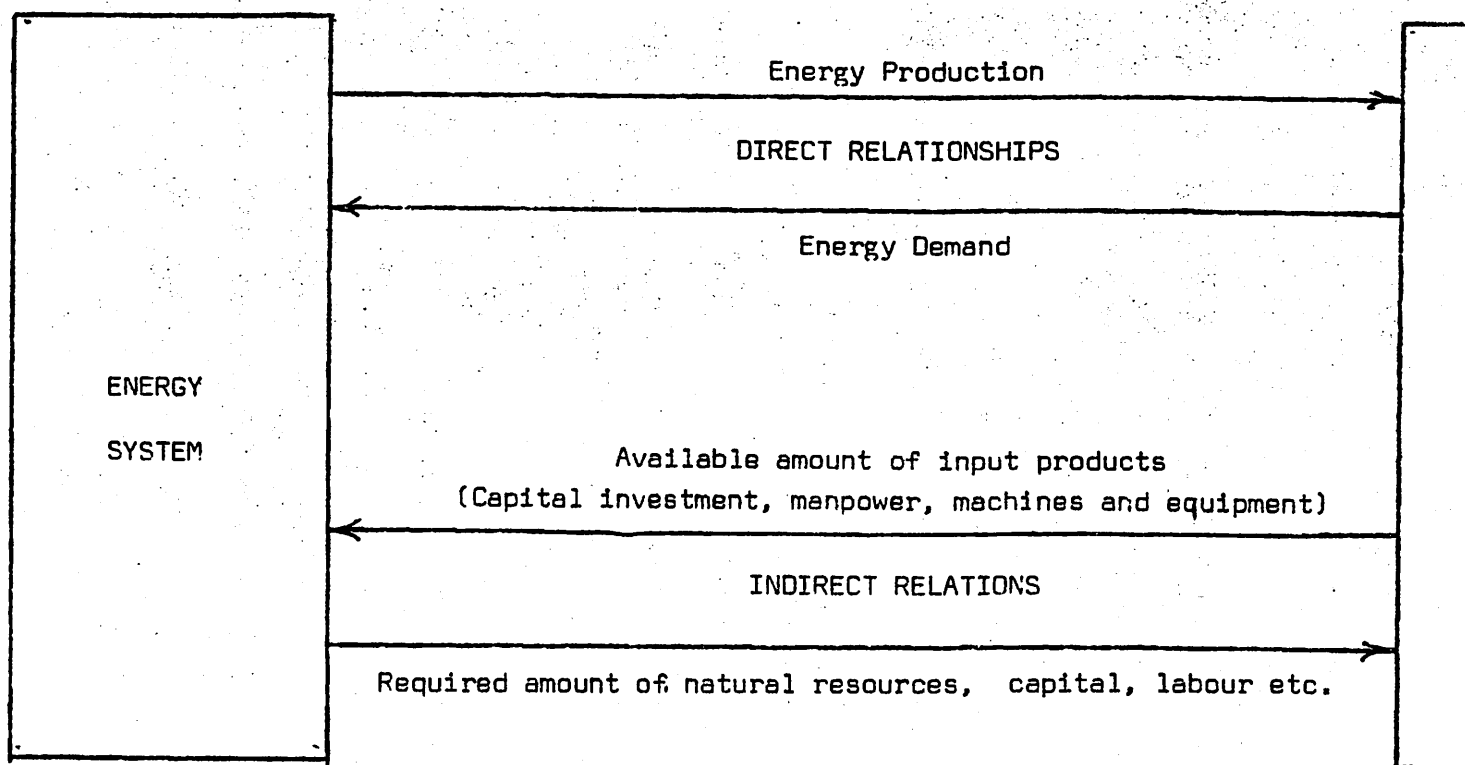 Energy Production
DIRECT RELATIONSHIPS
Energy Demand
ENERGY
SYSTEM
Available amount of input products
(Capital investment, manpower, machines and equipment)
INDIRECT RELATIONS
Required amount of natural resources, capital, labour etc.